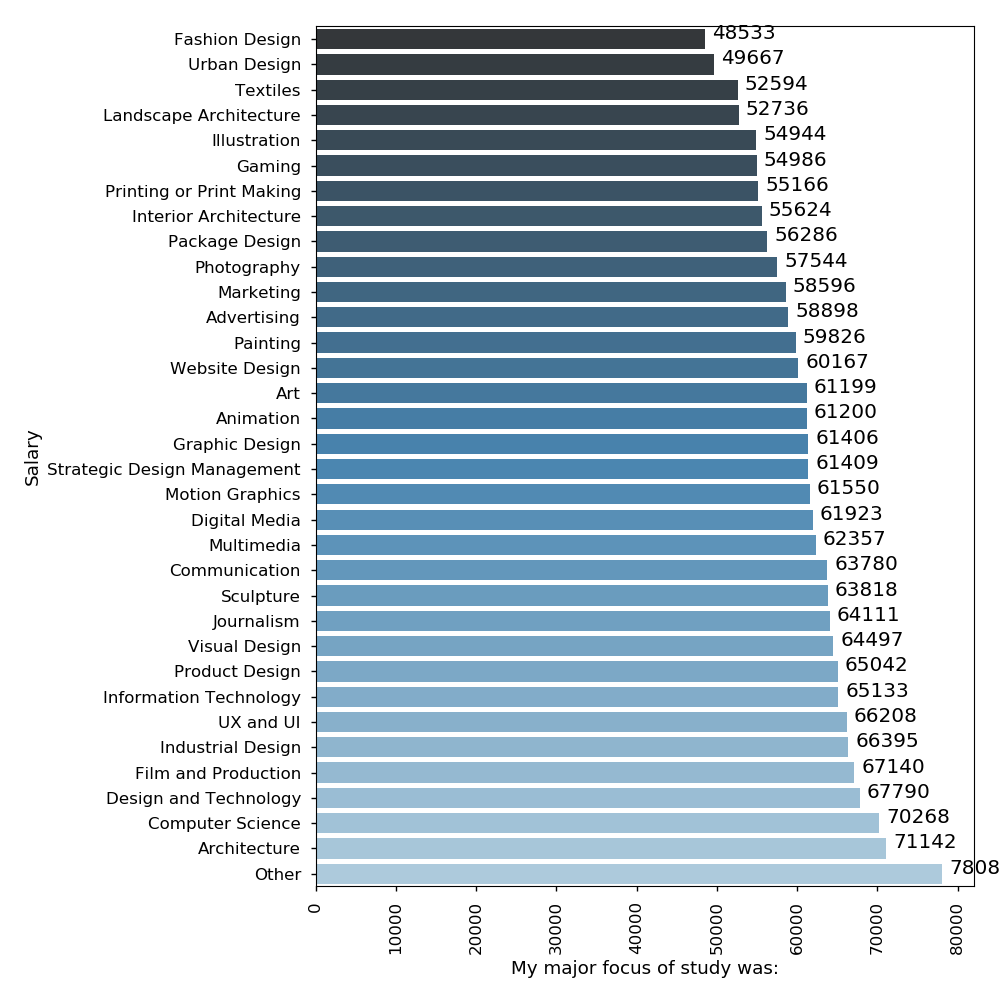 Fashion Design 48533
Urban Design 49667
Textiles 52594
Landscape Architecture 52736
Illustration 54944
Gaming 54986
Printing or Print Making 55166
Interior Architecture 55624
Package Design 56286
Photography 57544
Marketing 58596
Advertising 58898
Painting 59826
Website Design 60167
Art 61199
Animation 61200
Graphic Design 61406
Salary
Strategic Design Management 61409
Motion Graphics 61550
Digital Media 61923
Multimedia 62357
Communication 63780
Sculpture 63818
Journalism 64111
Visual Design 64497
Product Design 65042
Information Technology 65133
UX and UI 66208
Industrial Design 66395
Film and Production 67140
Design and Technology 67790
Computer Science 70268
Architecture 71142
Other 7808
0 10000 20000 30000 40000 50000 60000 70000 80000
My major focus of study was: